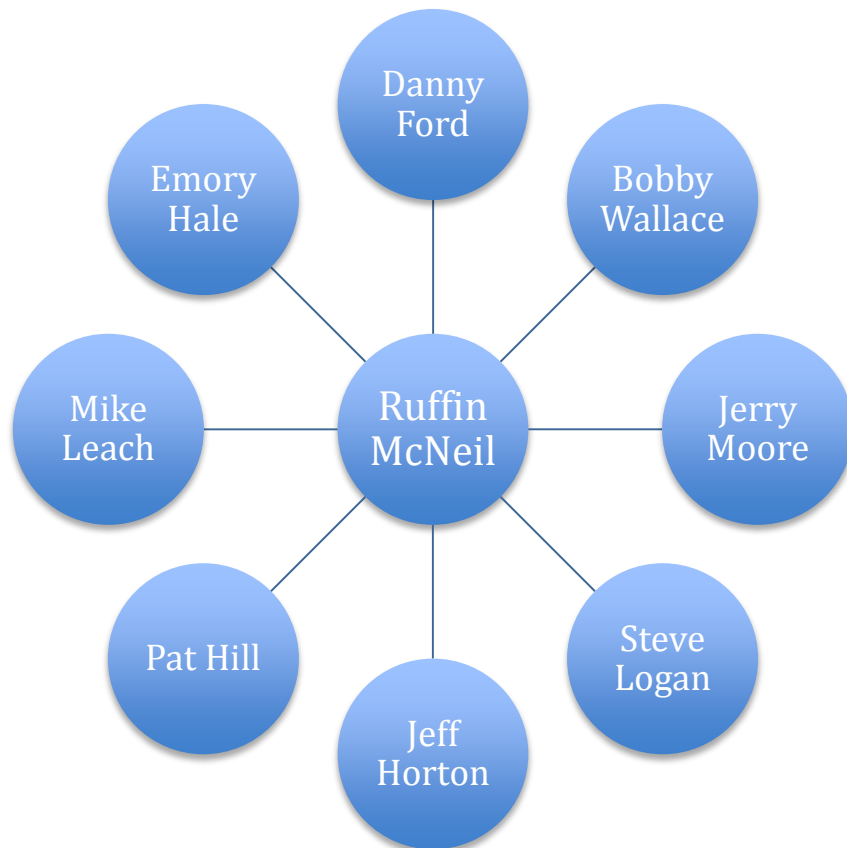 Danny
Ford
Emory
Hale
Bobby
Wallace
Mike
Leach
Ruffin
McNeil
Jerry
Moore
Pat Hill
Steve
Logan
Jeff
Horton